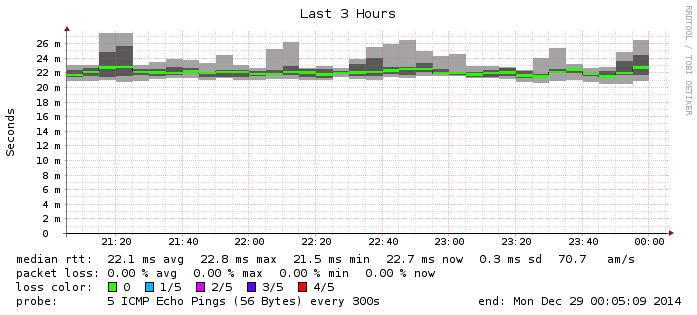 Last 3 Hours
RRDTOOL / TOBI OETIKER
Seconds
26 m
24 m
22 m
20 m
18 m
16 m
14 m
12 m
10 m
8 m
6 m
4 m
2 m
0
21:20 21:40 22:00 22:20 22:40 23:00 23:20 23:40 00:00
median rtt: 22.1 ms avg 22.8 ms max 21.5 ms min 22.7 ms now 0.3 ms sd 70.7 am/s
packet loss: 0.00 % avg 0.00 % max 0.00 % min 0.00 % now
loss color: 0 1/5 2/5 3/5 4/5
probe: 5 ICMP Echo Pings (56 Bytes) every 300s end: Mon Dec 29 00:05:09 2014